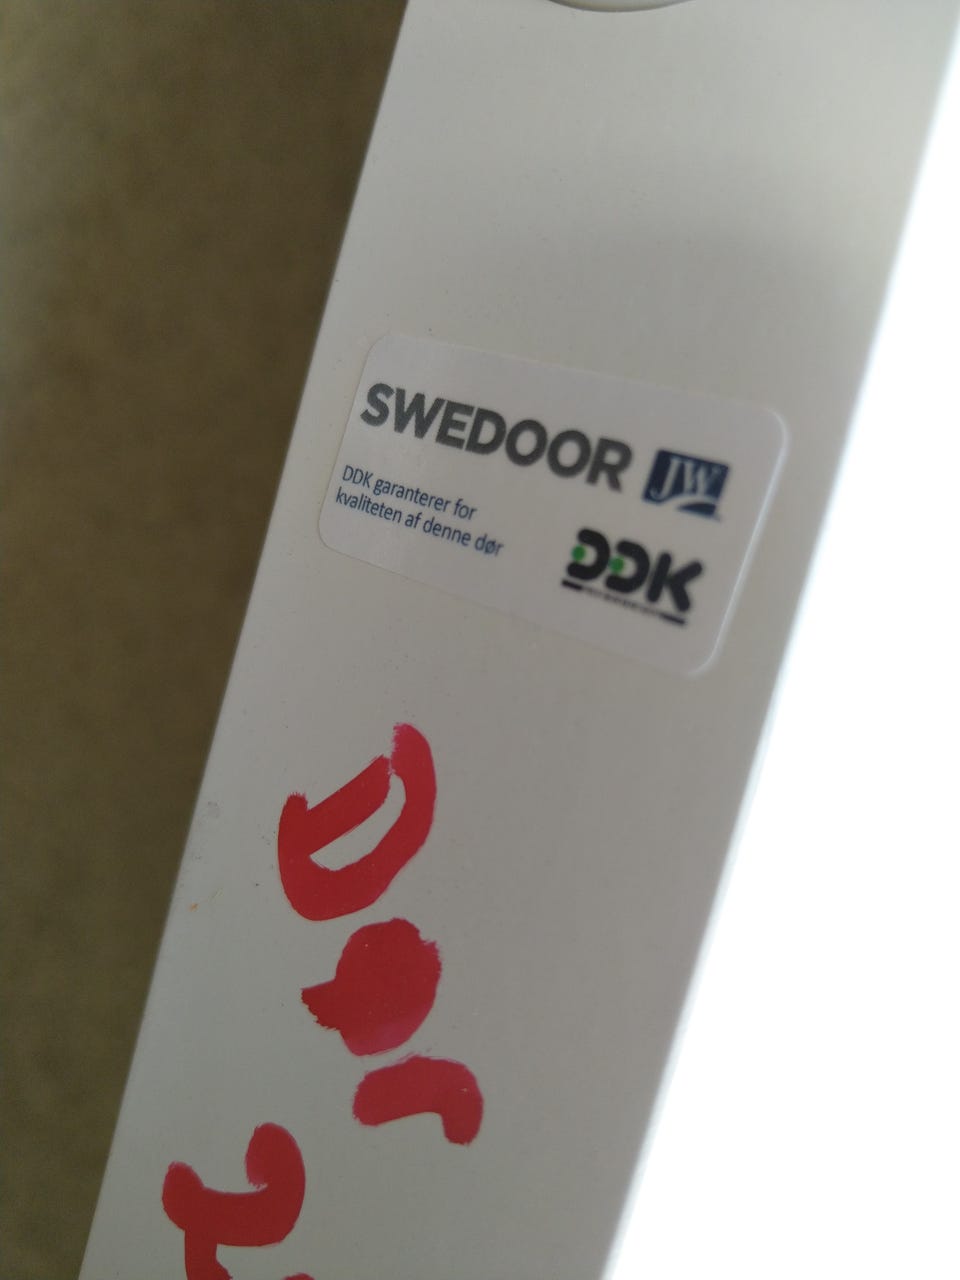 SWEDOOR JW
DDK garanterer for
kvaliteten af denne dør
DDK